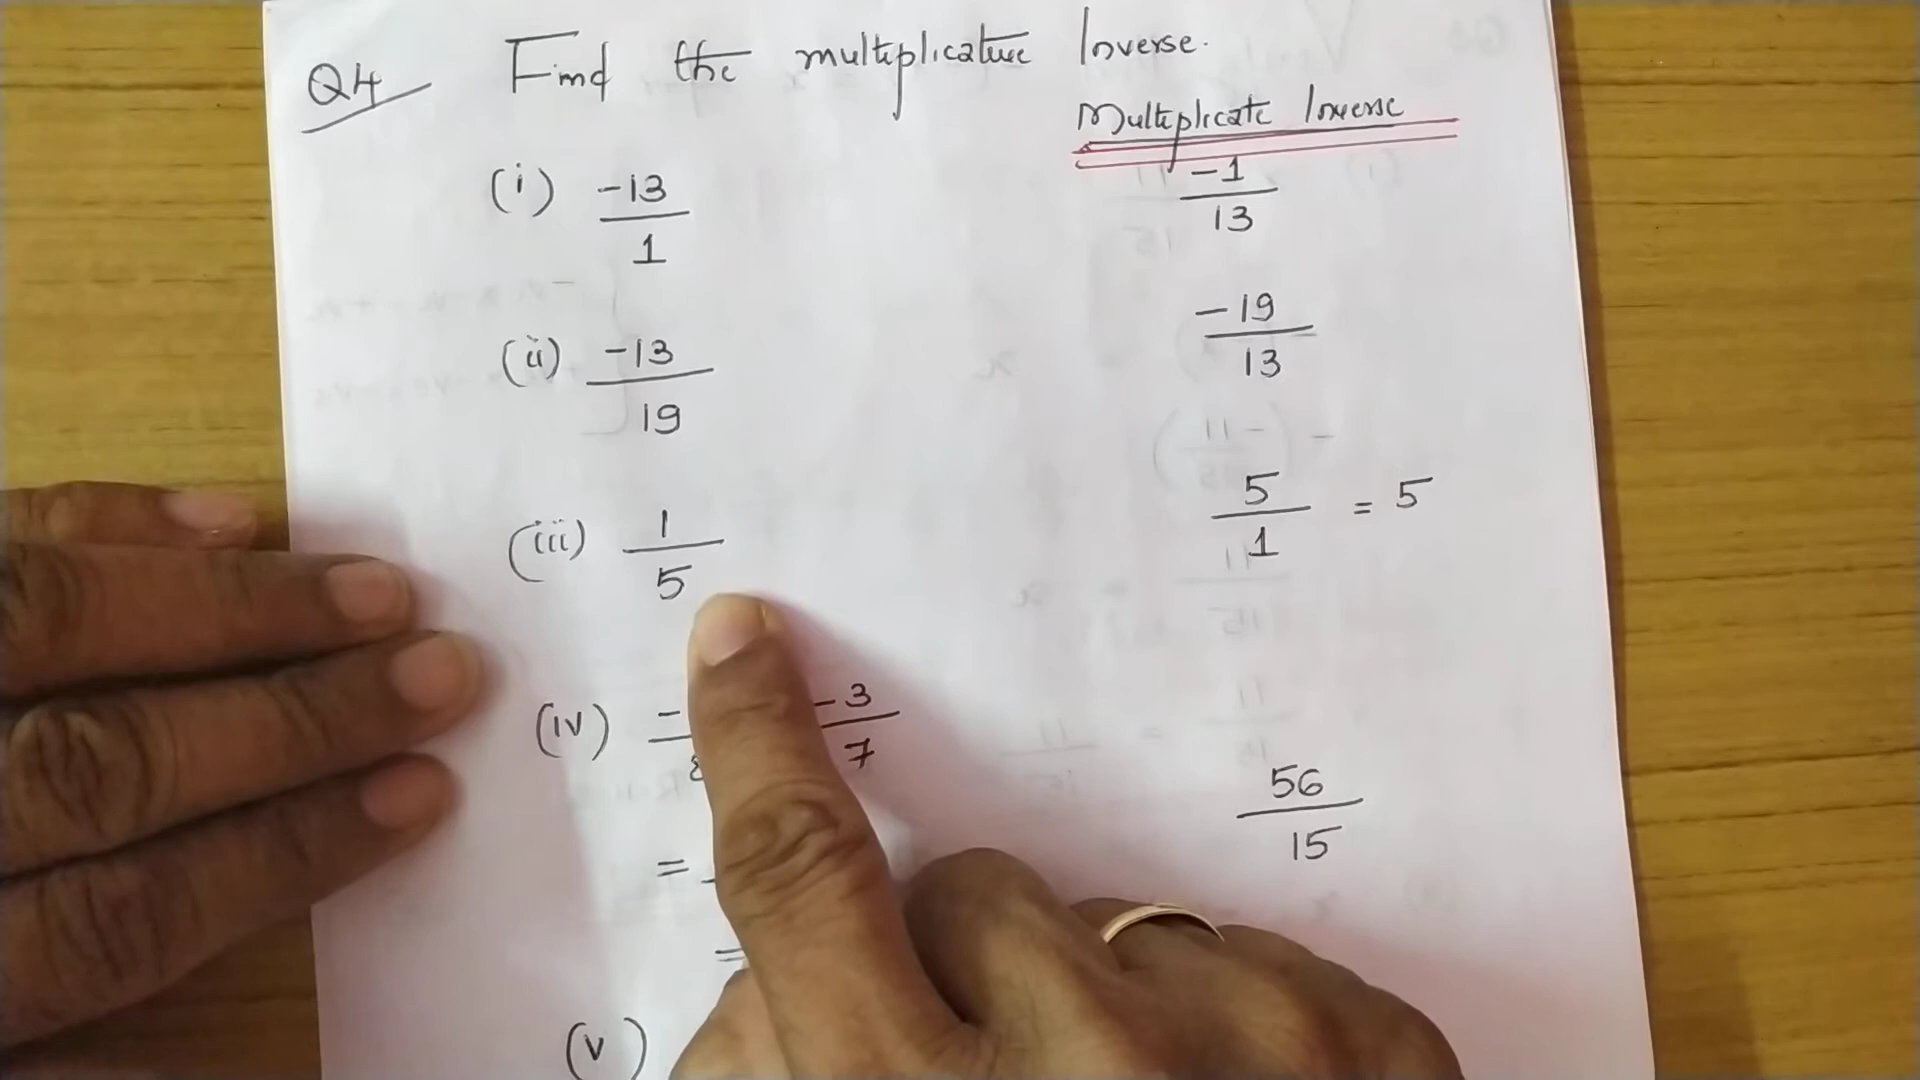 Q4 Find the multiplicative Inverse.
Multiplicate Inverse
(i) -13/1 -1/13
(ii) -13/19 -19/13
(iii) 1/5 5/1 = 5
(iv) - -3/7
56/15
=
=
(v)